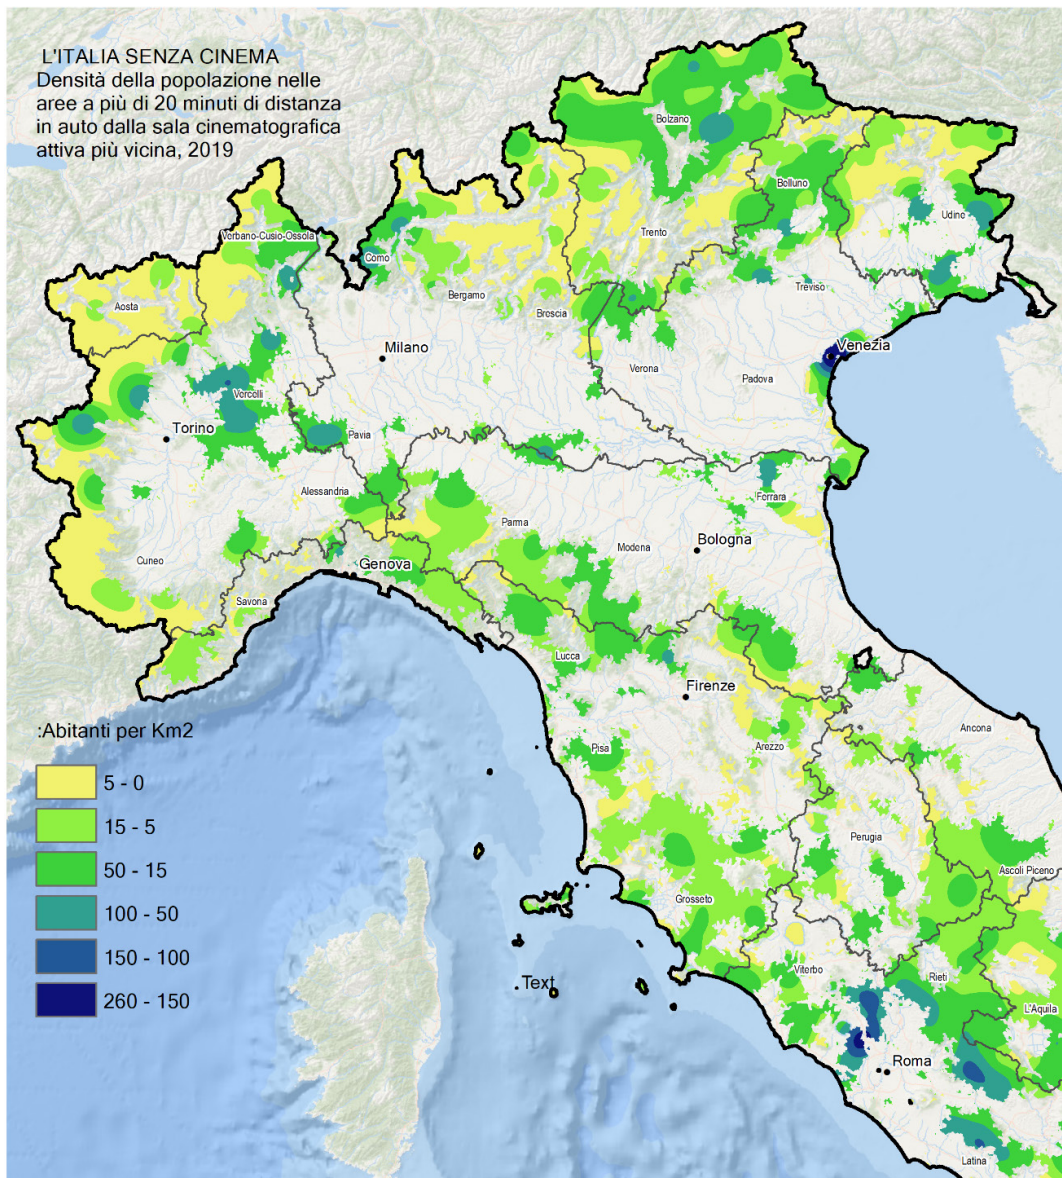 L'ITALIA SENZA CINEMA
Densità della popolazione nelle
aree a più di 20 minuti di distanza
in auto dalla sala cinematografica
attiva più vicina, 2019
Bolzano
Belluno
Udine
Verbano-Cusio-Ossola
Trento
Como
Treviso
Bergamo
Aosta
Brescia
Milano
Venezia
Verona
Padova
Vercelli
Torino
Pavia
Alessandria
Ferrara
Parma
Modena
Bologna
Cuneo
Genova
Savona
Lucca
Firenze
Ancona
:Abitanti per Km2
Pisa
Arezzo
5 - 0
15 - 5
Perugia
50 - 15
Ascoli Piceno
Grosseto
100 - 50
Viterbo
Rieti
150 - 100
Text
L'Aquila
260 - 150
Roma
Latina